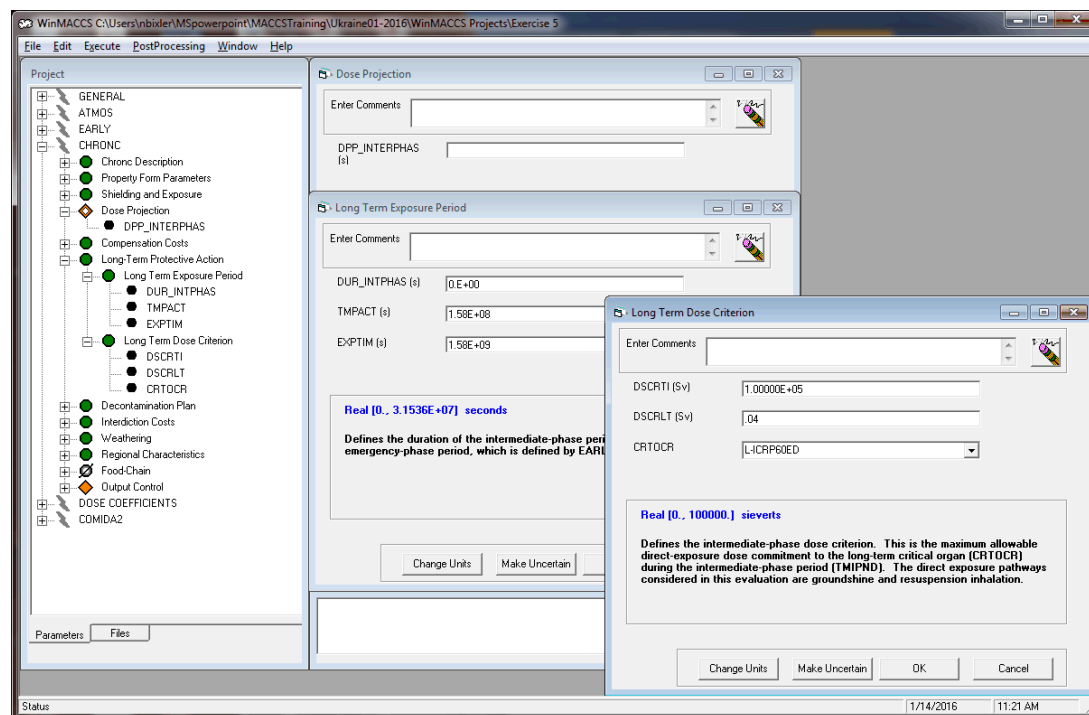 WinMACCS C:\Users\nbixler\MSpowerpoint\MACCSTraining\Ukraine01-2016\WinMACCS Projects\Exercise 5
File Edit Execute PostProcessing Window Help
Project
GENERAL
ATMOS
EARLY
CHRONC
Chronc Description
Property Form Parameters
Shielding and Exposure
Dose Projection
DPP_INTERPHAS
Compensation Costs
Long-Term Protective Action
Long Term Exposure Period
DUR_INTPHAS
TMPACT
EXPTIM
Long Term Dose Criterion
DSCRTI
DSCRLT
CRTOCR
Decontamination Plan
Interdiction Costs
Weathering
Regional Characteristics
Food-Chain
Output Control
DOSE COEFFICIENTS
COMIDA2
Parameters Files
Dose Projection
Enter Comments
DPP_INTERPHAS
(s)
Long Term Exposure Period
Enter Comments
DUR_INTPHAS (s) 0.E+00
TMPACT (s) 1.58E+08
EXPTIM (s) 1.58E+09
Real [0., 3.1536E+07] seconds
Defines the duration of the intermediate-phase peri
emergency-phase period, which is defined by EARL
Change Units Make Uncertain
Long Term Dose Criterion
Enter Comments
DSCRTI (Sv) 1.00000E+05
DSCRLT (Sv) .04
CRTOCR L-ICRP60ED
Real [0., 100000.] sieverts
Defines the intermediate-phase dose criterion. This is the maximum allowable
direct-exposure dose commitment to the long-term critical organ (CRTOCR)
during the intermediate-phase period (TMIPND). The direct exposure pathways
considered in this evaluation are groundshine and resuspension inhalation.
Change Units Make Uncertain OK Cancel
Status 1/14/2016 11:21 AM